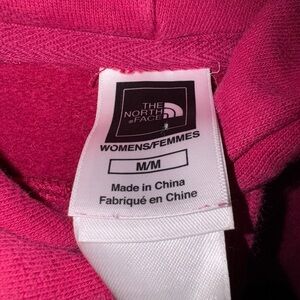 THE
NORTH
FACE
WOMENS/FEMMES
M/M
Made in China
Fabriqué en Chine